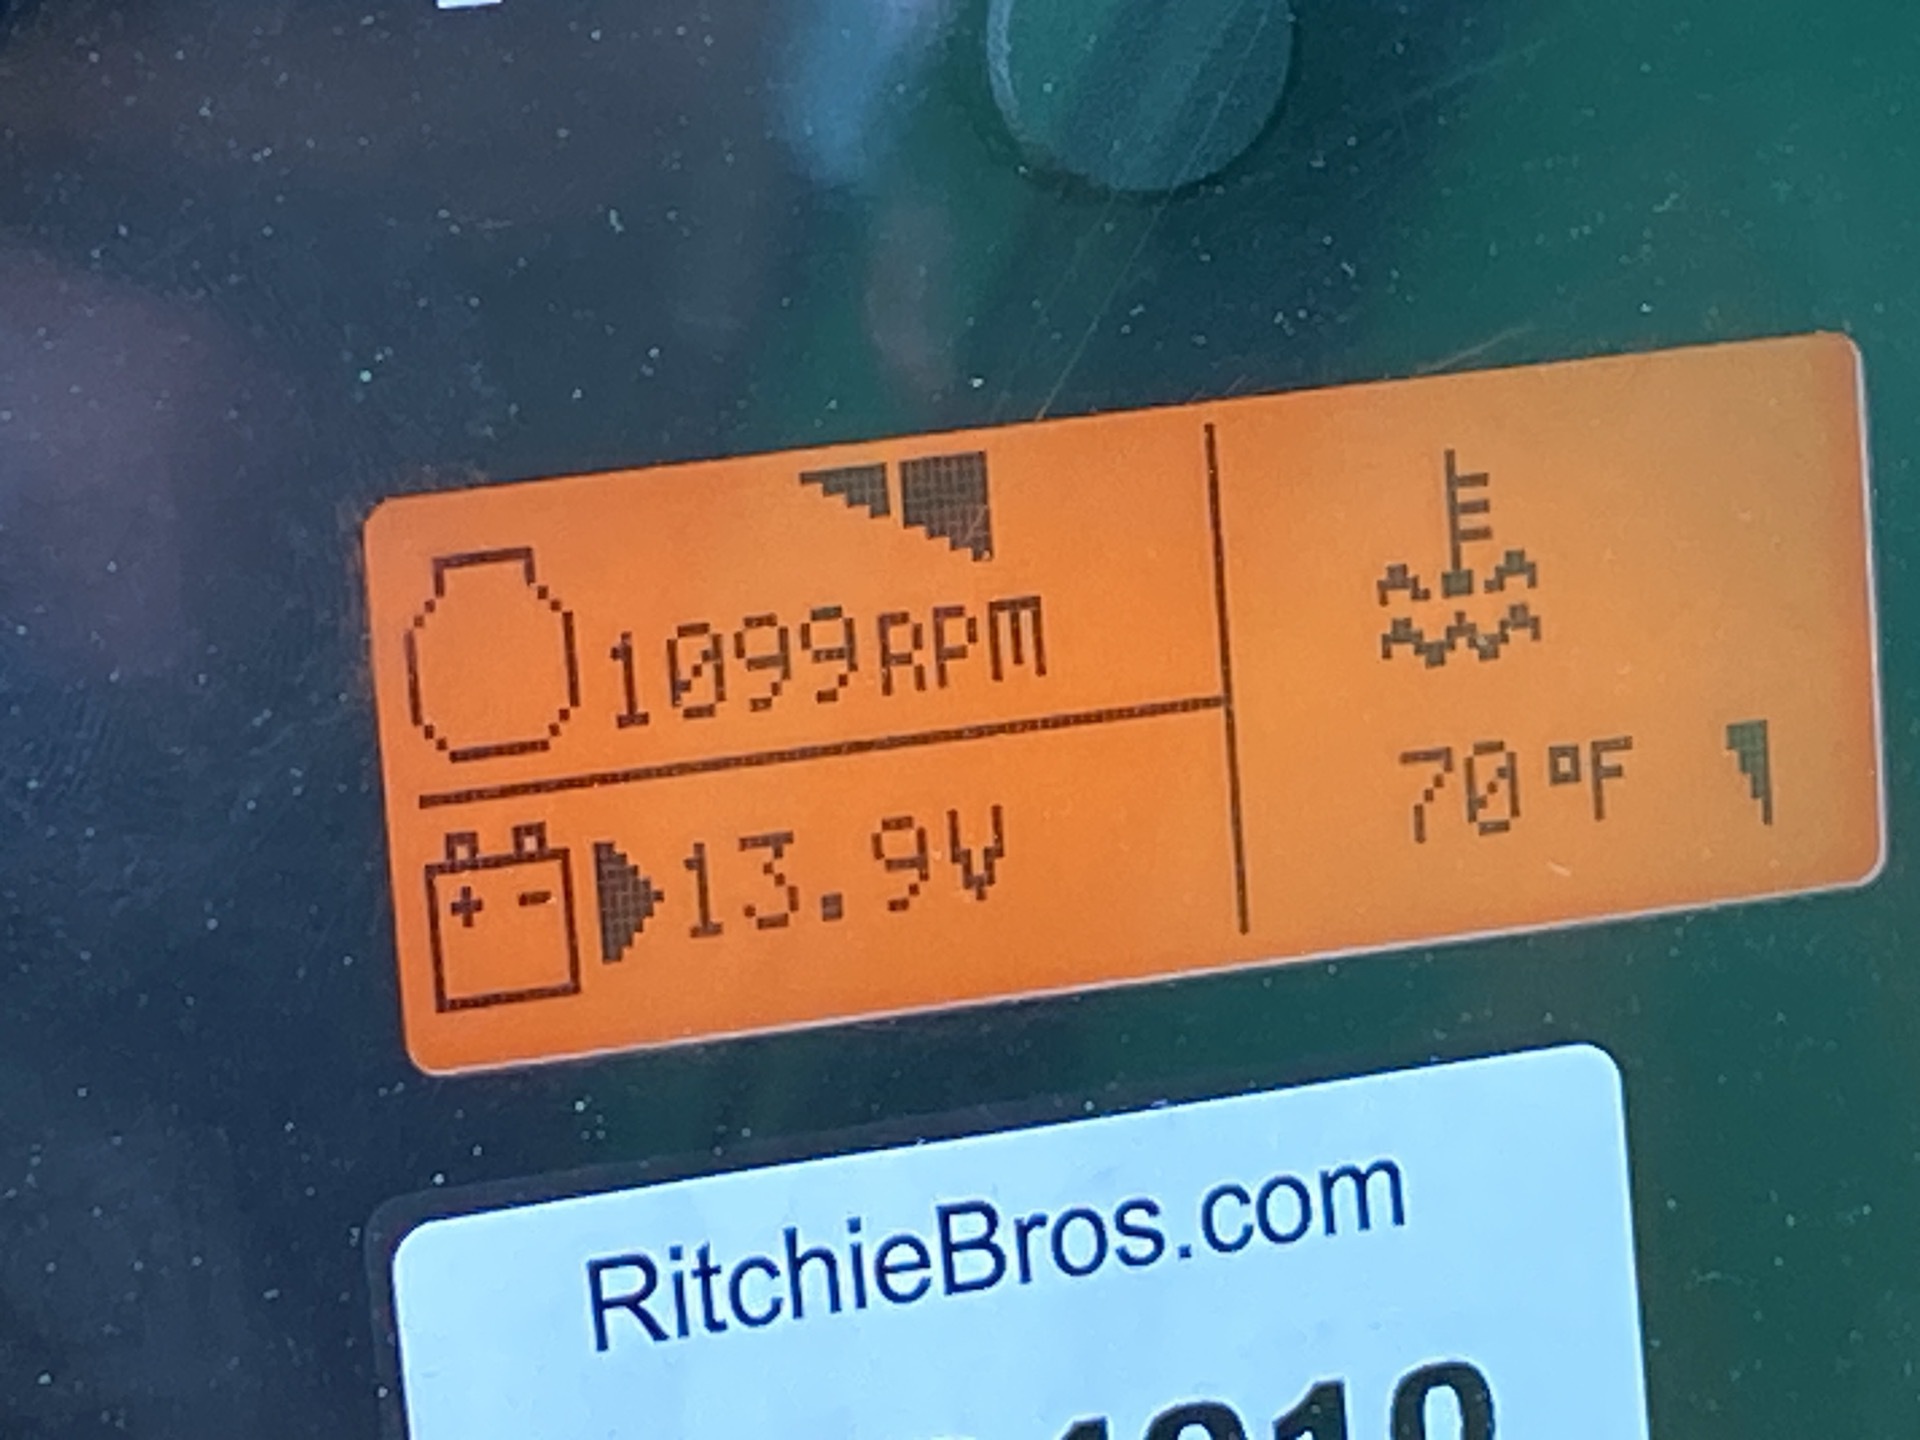 1099RPM
+ - 13.9V
70°F
RitchieBros.com